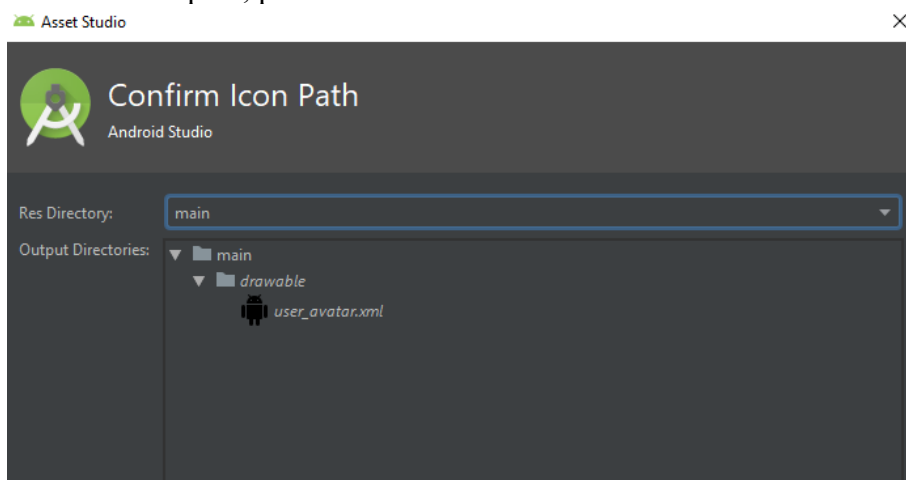 Asset Studio
Confirm Icon Path
Android Studio
Res Directory:
main
Output Directories:
main
drawable
user_avatar.xml